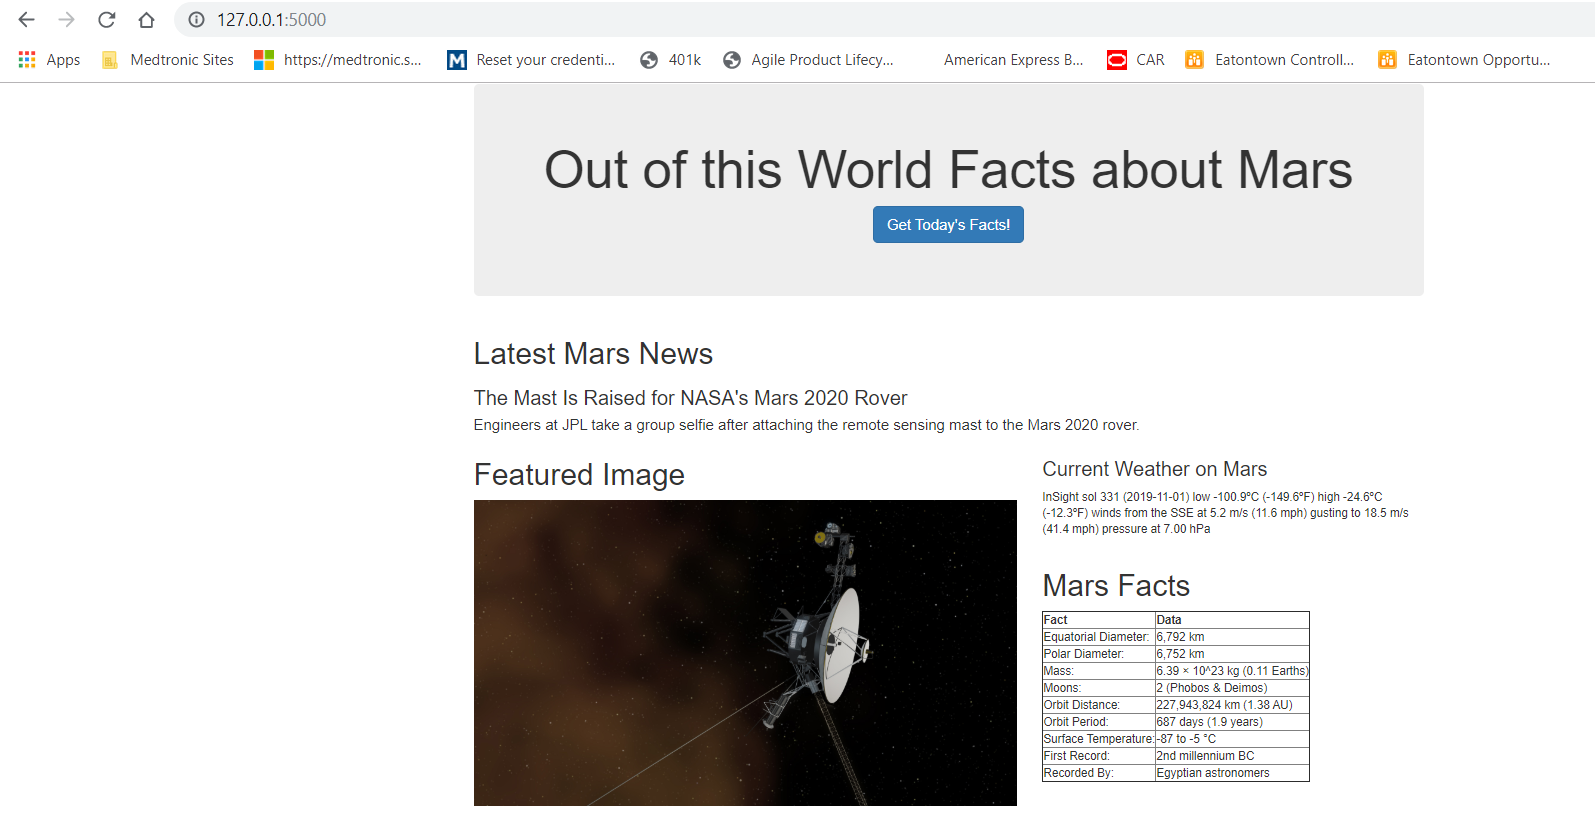 127.0.0.1:5000
Apps Medtronic Sites https://medtronic.s... Reset your credenti... 401k Agile Product Lifecy... American Express B... CAR Eatontown Controll... Eatontown Opportu...
Out of this World Facts about Mars
Get Today's Facts!
Latest Mars News
The Mast Is Raised for NASA's Mars 2020 Rover
Engineers at JPL take a group selfie after attaching the remote sensing mast to the Mars 2020 rover.
Featured Image
Current Weather on Mars
InSight sol 331 (2019-11-01) low -100.9ºC (-149.6ºF) high -24.6ºC
(-12.3ºF) winds from the SSE at 5.2 m/s (11.6 mph) gusting to 18.5 m/s
(41.4 mph) pressure at 7.00 hPa
Mars Facts
Fact Data
Equatorial Diameter: 6,792 km
Polar Diameter: 6,752 km
Mass: 6.39 × 10^23 kg (0.11 Earths)
Moons: 2 (Phobos & Deimos)
Orbit Distance: 227,943,824 km (1.38 AU)
Orbit Period: 687 days (1.9 years)
Surface Temperature: -87 to -5 °C
First Record: 2nd millennium BC
Recorded By: Egyptian astronomers